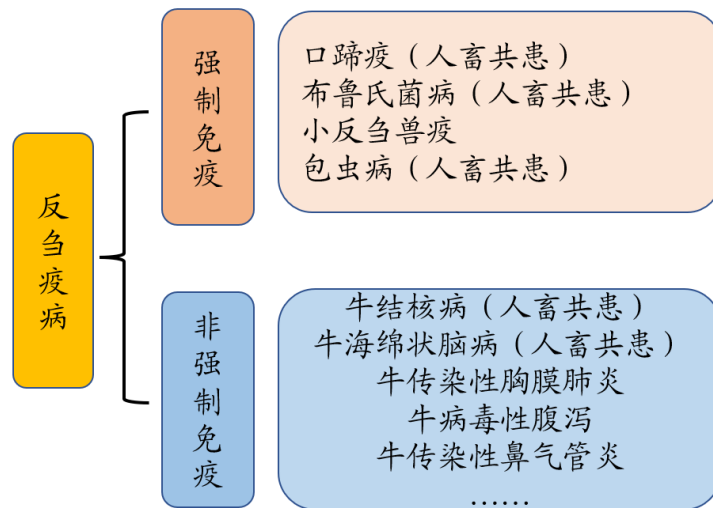 反刍疫病
强制免疫
口蹄疫（人畜共患）
布鲁氏菌病（人畜共患）
小反刍兽疫
包虫病（人畜共患）
非强制免疫
牛结核病（人畜共患）
牛海绵状脑病（人畜共患）
牛传染性胸膜肺炎
牛病毒性腹泻
牛传染性鼻气管炎
……